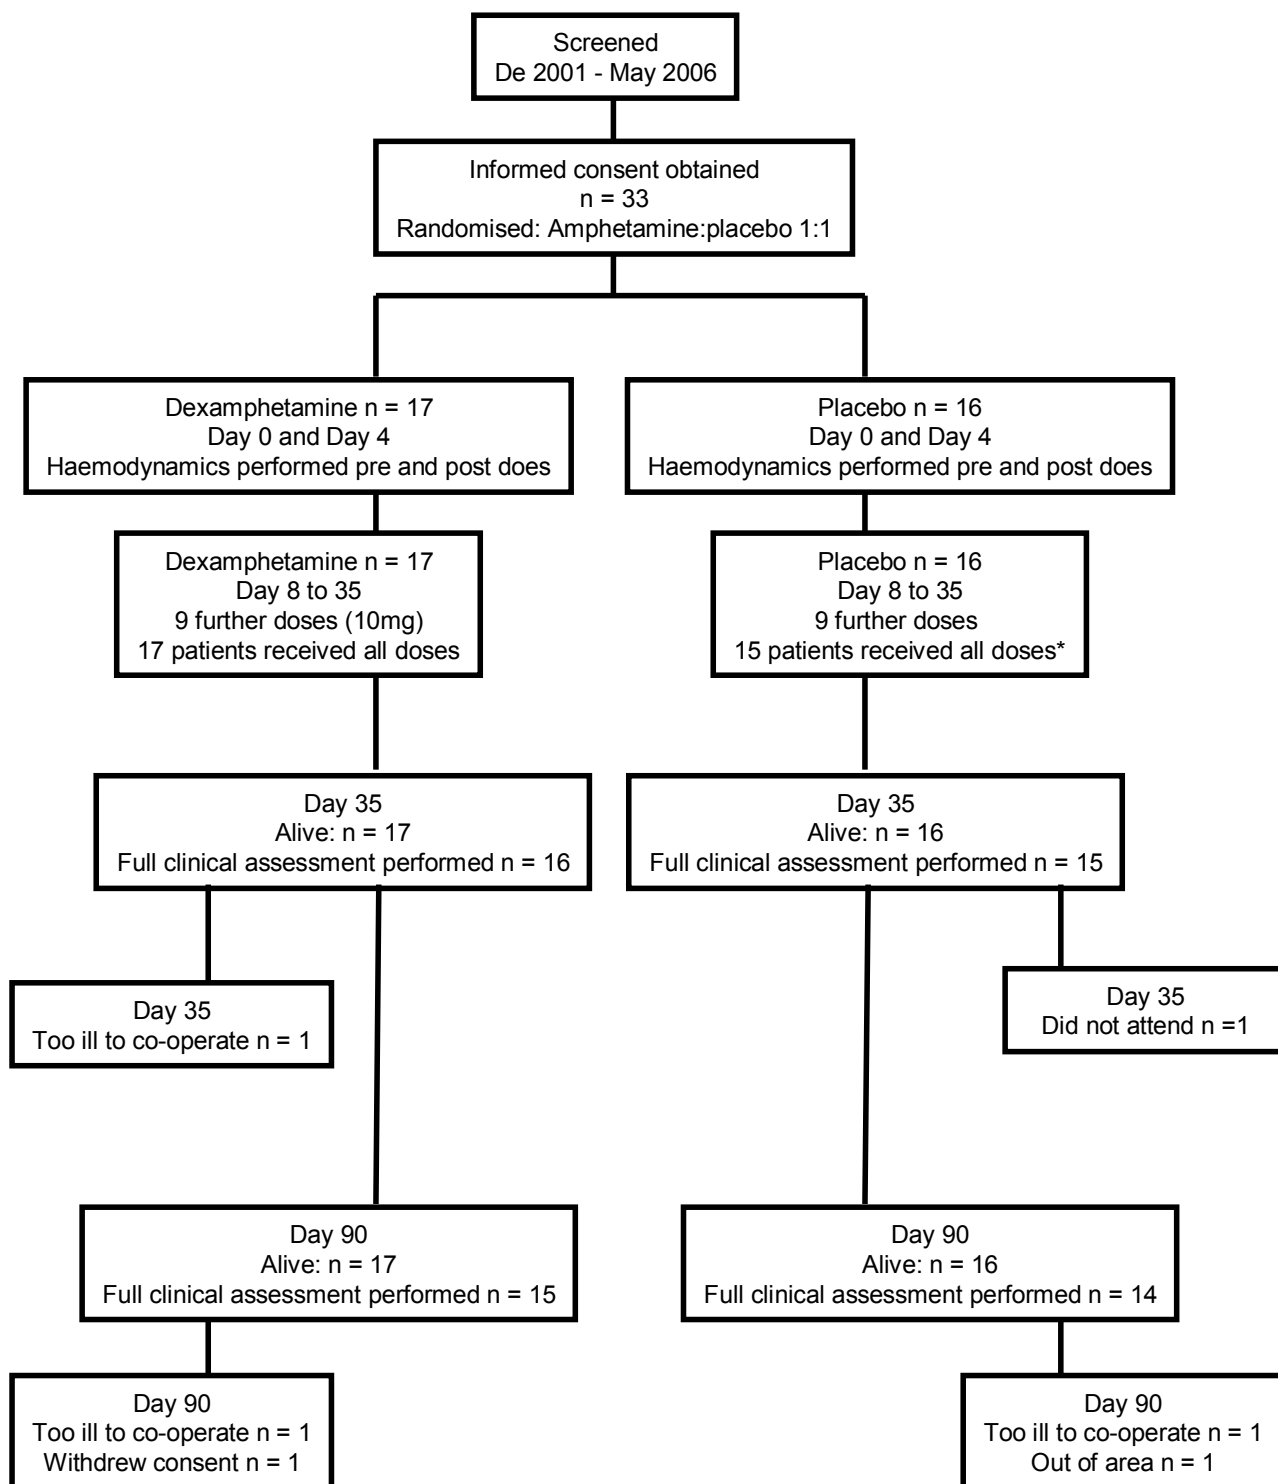 Screened
De 2001 - May 2006
Informed consent obtained
n = 33
Randomised: Amphetamine:placebo 1:1
Dexamphetamine n = 17
Day 0 and Day 4
Haemodynamics performed pre and post does
Placebo n = 16
Day 0 and Day 4
Haemodynamics performed pre and post does
Dexamphetamine n = 17
Day 8 to 35
9 further doses (10mg)
17 patients received all doses
Placebo n = 16
Day 8 to 35
9 further doses
15 patients received all doses*
Day 35
Alive: n = 17
Full clinical assessment performed n = 16
Day 35
Alive: n = 16
Full clinical assessment performed n = 15
Day 35
Too ill to co-operate n = 1
Day 35
Did not attend n =1
Day 90
Alive: n = 17
Full clinical assessment performed n = 15
Day 90
Alive: n = 16
Full clinical assessment performed n = 14
Day 90
Too ill to co-operate n = 1
Withdrew consent n = 1
Day 90
Too ill to co-operate n = 1
Out of area n = 1